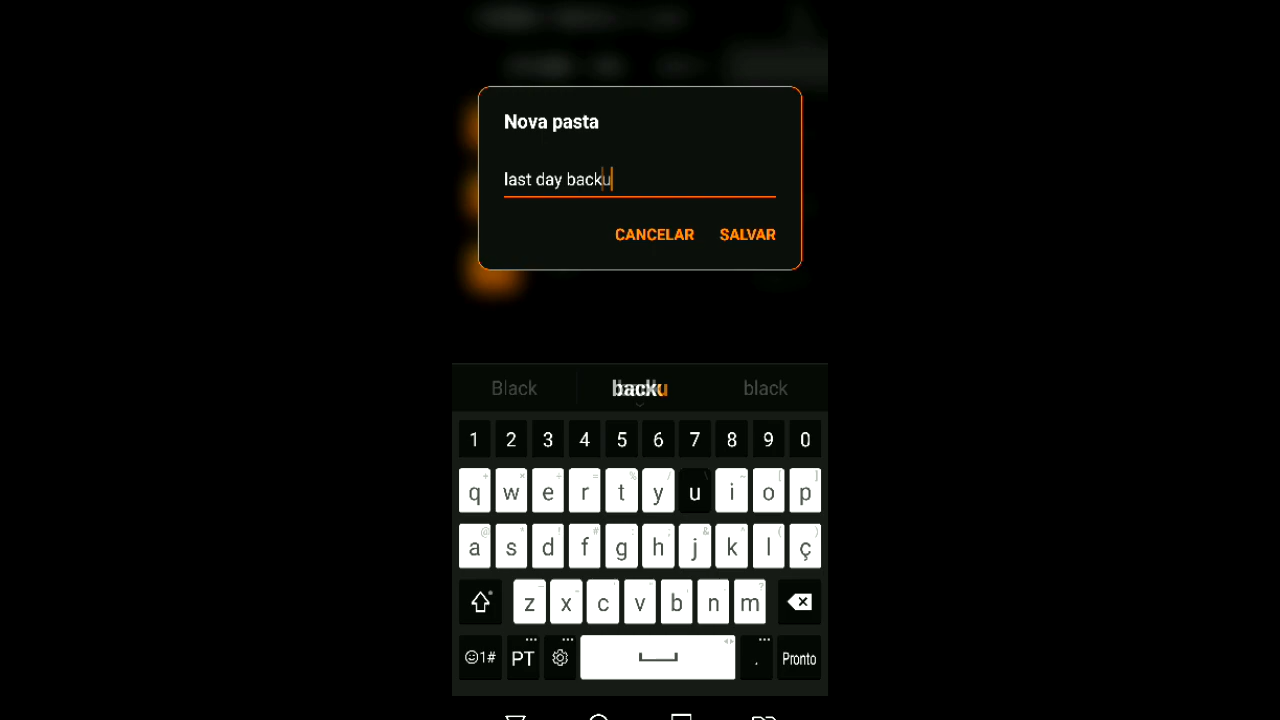 Nova pasta
last day backu
CANCELAR SALVAR
Black backu black
1 2 3 4 5 6 7 8 9 0
q w e r t y u i o p
a s d f g h j k l ç
z x c v b n m
1# PT . Pronto